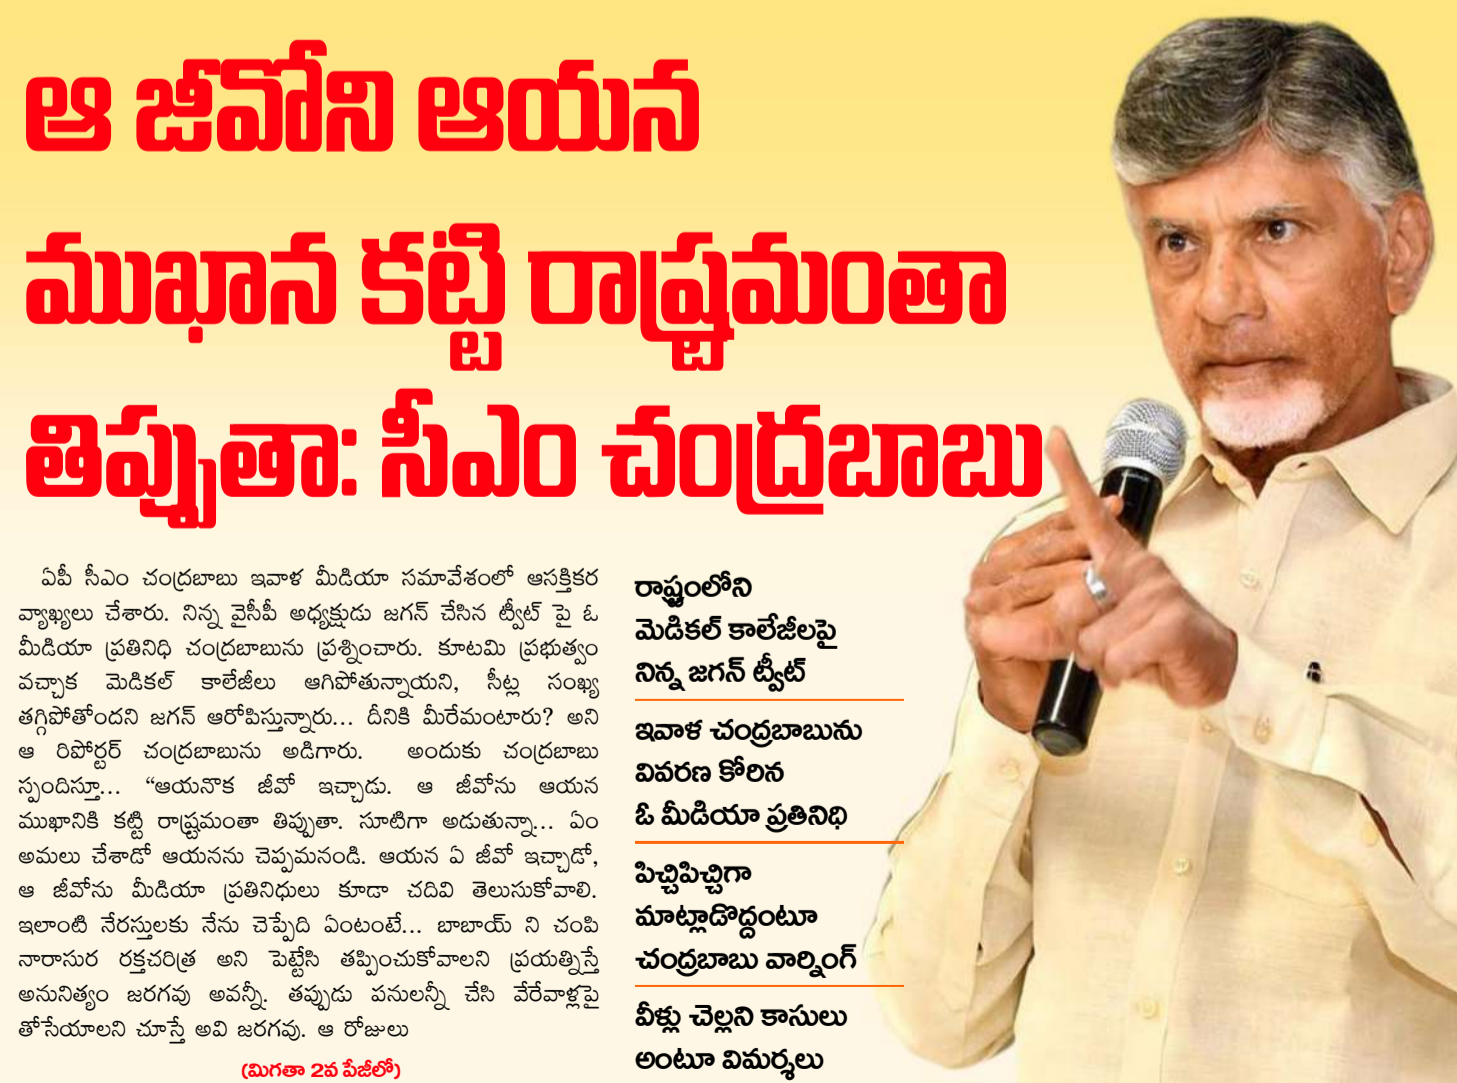 ఆ జీవోని ఆయన
ముఖాన కట్టి రాష్ట్రమంతా
తిప్పుతా: సీఎం చంద్రబాబు
ఏపీ సీఎం చంద్రబాబు ఇవాళ మీడియా సమావేశంలో ఆసక్తికర
వ్యాఖ్యలు చేశారు. నిన్న వైసీపీ అధ్యక్షుడు జగన్ చేసిన ట్వీట్ పై ఓ
మీడియా ప్రతినిధి చంద్రబాబును ప్రశ్నించారు. కూటమి ప్రభుత్వం
వచ్చాక మెడికల్ కాలేజీలు ఆగిపోతున్నాయని, సీట్ల సంఖ్య
తగ్గిపోతోందని జగన్ ఆరోపిస్తున్నారు... దీనికి మీరేమంటారు? అని
ఆ రిపోర్టర్ చంద్రబాబును అడిగారు. అందుకు చంద్రబాబు
స్పందిస్తూ... “ఆయనొక జీవో ఇచ్చాడు. ఆ జీవోను ఆయన
ముఖానికి కట్టి రాష్ట్రమంతా తిప్పుతా. సూటిగా అడుతున్నా... ఏం
అమలు చేశాడో ఆయనను చెప్పమనండి. ఆయన ఏ జీవో ఇచ్చాడో,
ఆ జీవోను మీడియా ప్రతినిధులు కూడా చదివి తెలుసుకోవాలి.
ఇలాంటి నేరస్తులకు నేను చెప్పేది ఏంటంటే... బాబాయ్ ని చంపి
నారాసుర రక్తచరిత్ర అని పెట్టేసి తప్పించుకోవాలని ప్రయత్నిస్తే
అనునిత్యం జరగవు అవన్నీ. తప్పుడు పనులన్నీ చేసి వేరేవాళ్లపై
తోసేయాలని చూస్తే అవి జరగవు. ఆ రోజులు
(మిగతా 2వ పేజీలో)
రాష్ట్రంలోని
మెడికల్ కాలేజీలపై
నిన్న జగన్ ట్వీట్
ఇవాళ చంద్రబాబును
వివరణ కోరిన
ఓ మీడియా ప్రతినిధి
పిచ్చిపిచ్చిగా
మాట్లాడొద్దంటూ
చంద్రబాబు వార్నింగ్
వీళ్లు చెల్లని కాసులు
అంటూ విమర్శలు